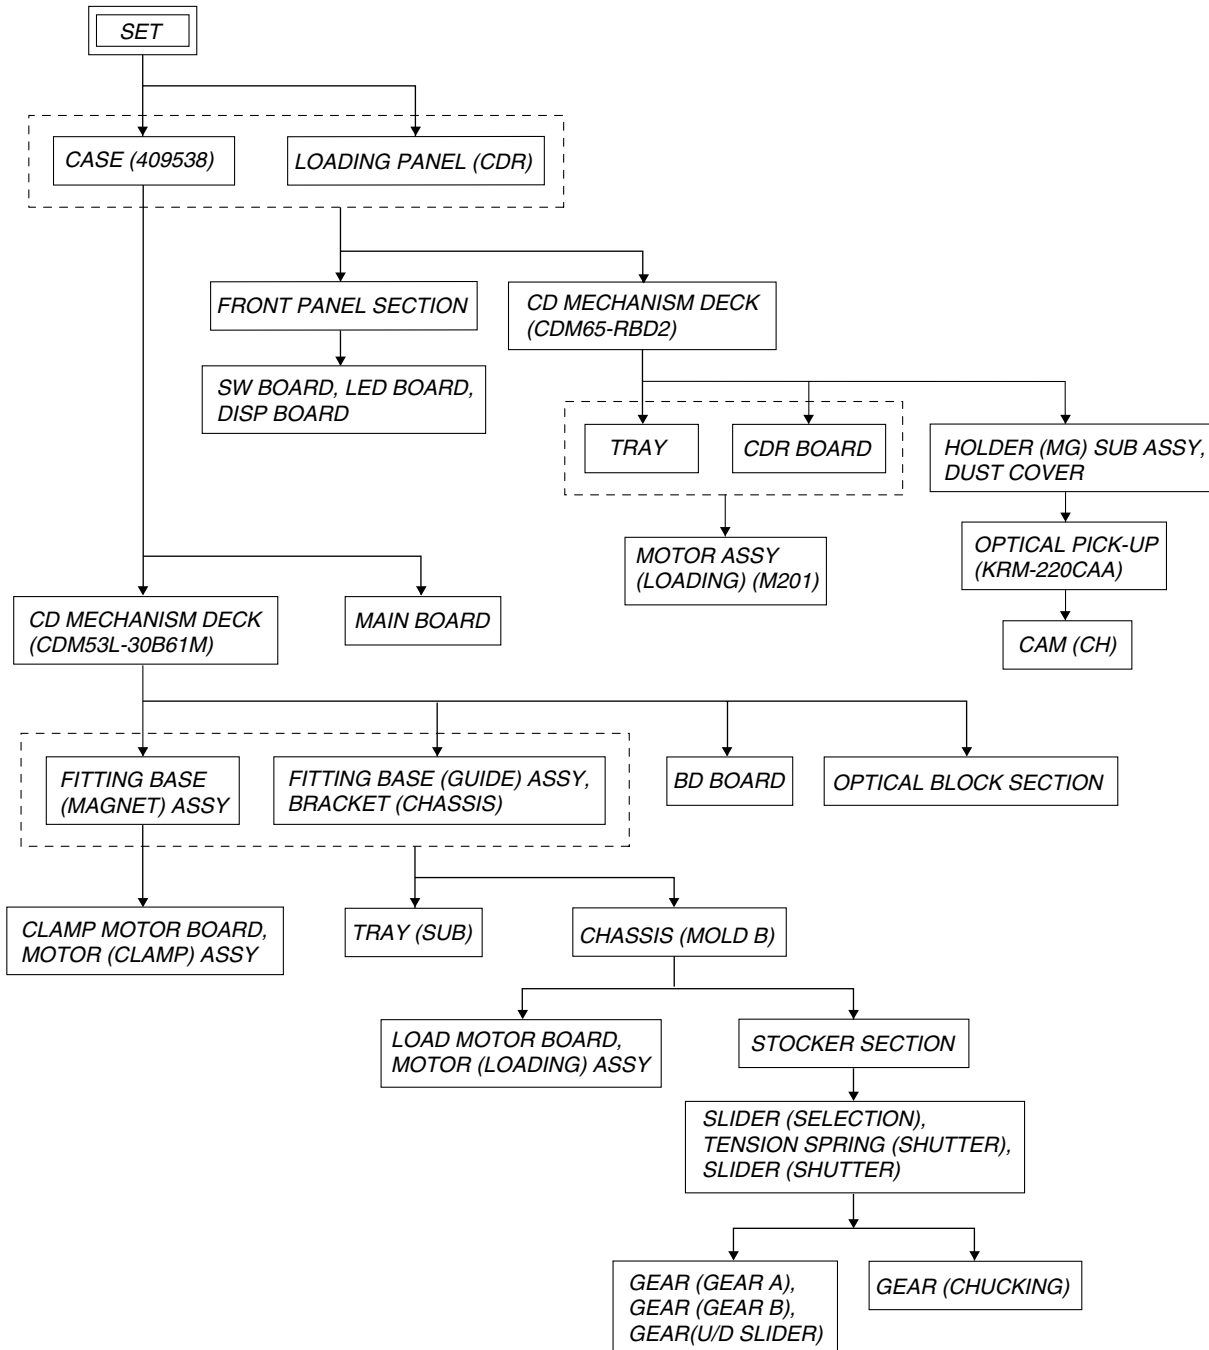 SET
CASE (409538)
LOADING PANEL (CDR)
FRONT PANEL SECTION
CD MECHANISM DECK
(CDM65-RBD2)
SW BOARD, LED BOARD,
DISP BOARD
TRAY
CDR BOARD
HOLDER (MG) SUB ASSY,
DUST COVER
MOTOR ASSY
(LOADING) (M201)
OPTICAL PICK-UP
(KRM-220CAA)
CAM (CH)
CD MECHANISM DECK
(CDM53L-30B61M)
MAIN BOARD
FITTING BASE
(MAGNET) ASSY
FITTING BASE (GUIDE) ASSY,
BRACKET (CHASSIS)
BD BOARD
OPTICAL BLOCK SECTION
CLAMP MOTOR BOARD,
MOTOR (CLAMP) ASSY
TRAY (SUB)
CHASSIS (MOLD B)
LOAD MOTOR BOARD,
MOTOR (LOADING) ASSY
STOCKER SECTION
SLIDER (SELECTION),
TENSION SPRING (SHUTTER),
SLIDER (SHUTTER)
GEAR (GEAR A),
GEAR (GEAR B),
GEAR(U/D SLIDER)
GEAR (CHUCKING)